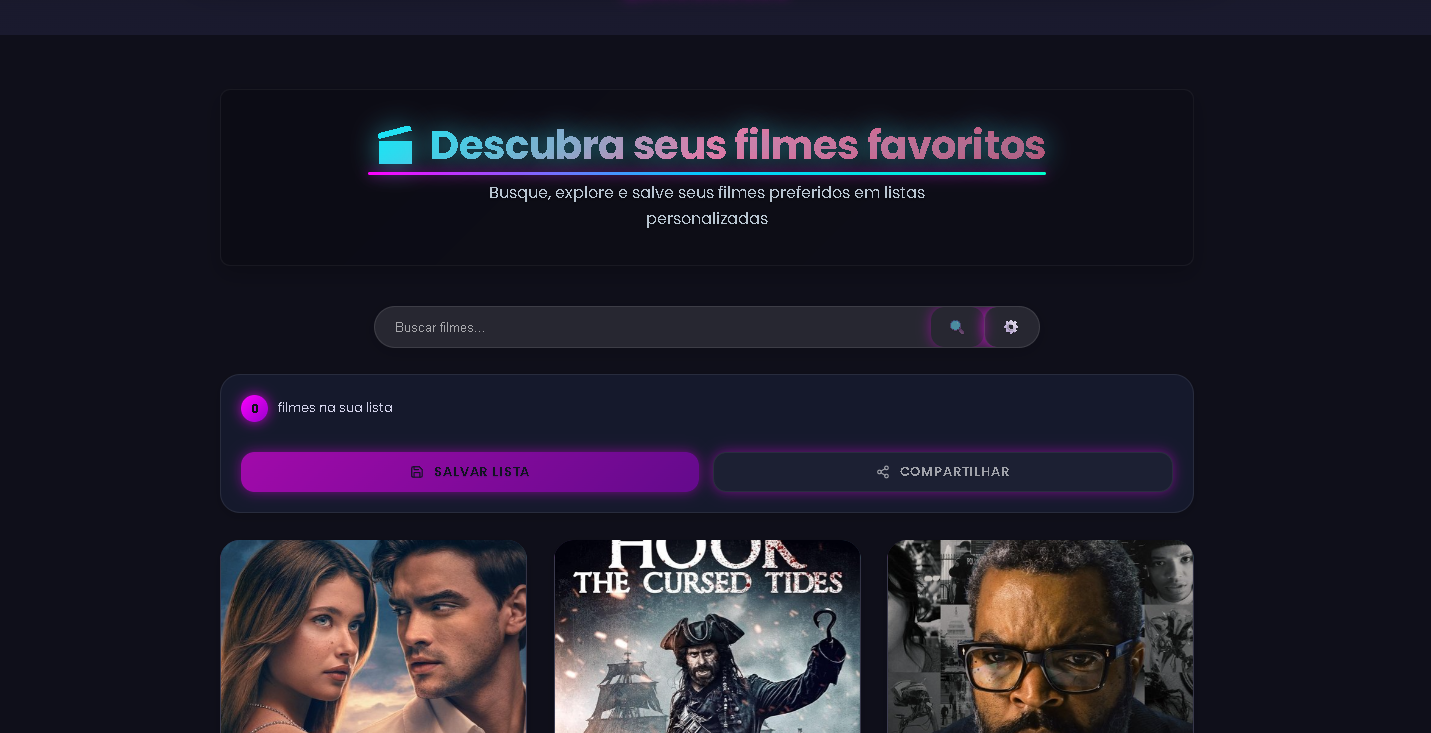 Descubra seus filmes favoritos
Busque, explore e salve seus filmes preferidos em listas
personalizadas
Buscar filmes...
0 filmes na sua lista
SALVAR LISTA
COMPARTILHAR
HOOK
THE CURSED TIDES